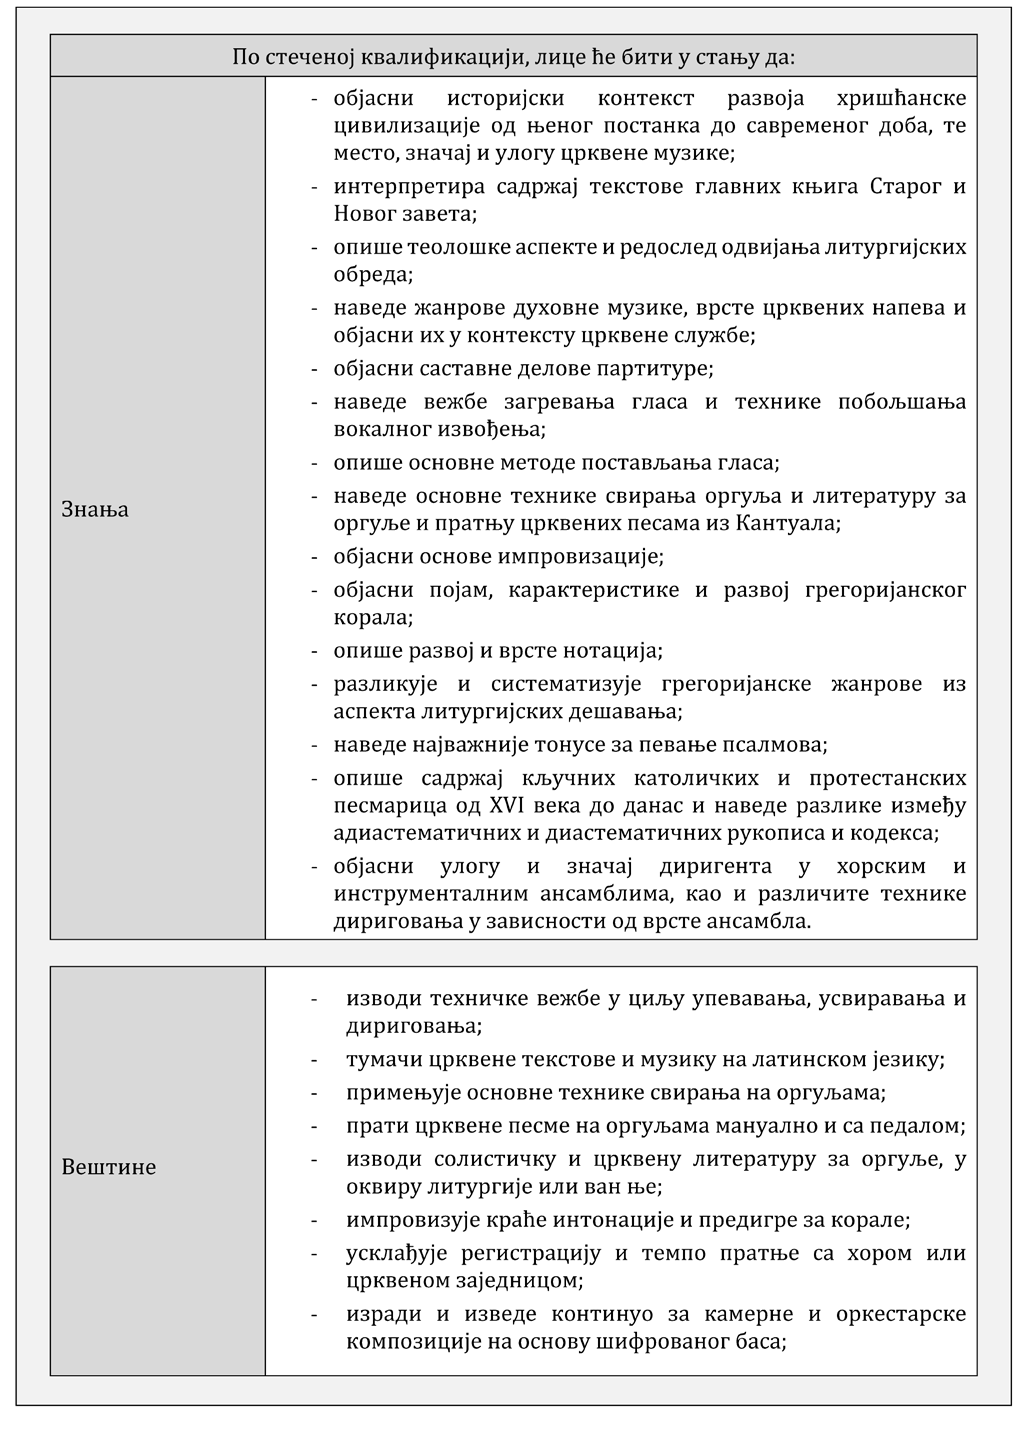 По стеченој квалификацији, лице ће бити у стању да:
Знања
- објасни историјски контекст развоја хришћанске
цивилизације од њеног постанка до савременог доба, те
место, значај и улогу црквене музике;
- интерпретира садржај текстове главних књига Старог и
Новог завета;
- опише теолошке аспекте и редослед одвијања литургијских
обреда;
- наведе жанрове духовне музике, врсте црквених напева и
објасни их у контексту црквене службе;
- објасни саставне делове партитуре;
- наведе вежбе загревања гласа и технике побољшања
вокалног извођења;
- опише основне методе постављања гласа;
- наведе основне технике свирања оргуља и литературу за
оргуље и пратњу црквених песама из Кантуала;
- објасни основе импровизације;
- објасни појам, карактеристике и развој грегоријанског
корала;
- опише развој и врсте нотација;
- разликује и систематизује грегоријанске жанрове из
аспекта литургијских дешавања;
- наведе најважније тонусе за певање псалмова;
- опише садржај кључних католичких и протестанских
песмарица од XVI века до данас и наведе разлике између
адиастематичних и диастематичних рукописа и кодекса;
- објасни улогу и значај диригента у хорским и
инструменталним ансамблима, као и различите технике
дириговања у зависности од врсте ансамбла.
Вештине
- изводи техничке вежбе у циљу упевавања, усвиравања и
дириговања;
- тумачи црквене текстове и музику на латинском језику;
- примењује основне технике свирања на оргуљама;
- прати црквене песме на оргуљама мануално и са педалом;
- изводи солистичку и црквену литературу за оргуље, у
оквиру литургије или ван ње;
- импровизује краће интонације и предигре за корале;
- усклађује регистрацију и темпо пратње са хором или
црквеном заједницом;
- изради и изведе континуо за камерне и оркестарске
композиције на основу шифрованог баса;